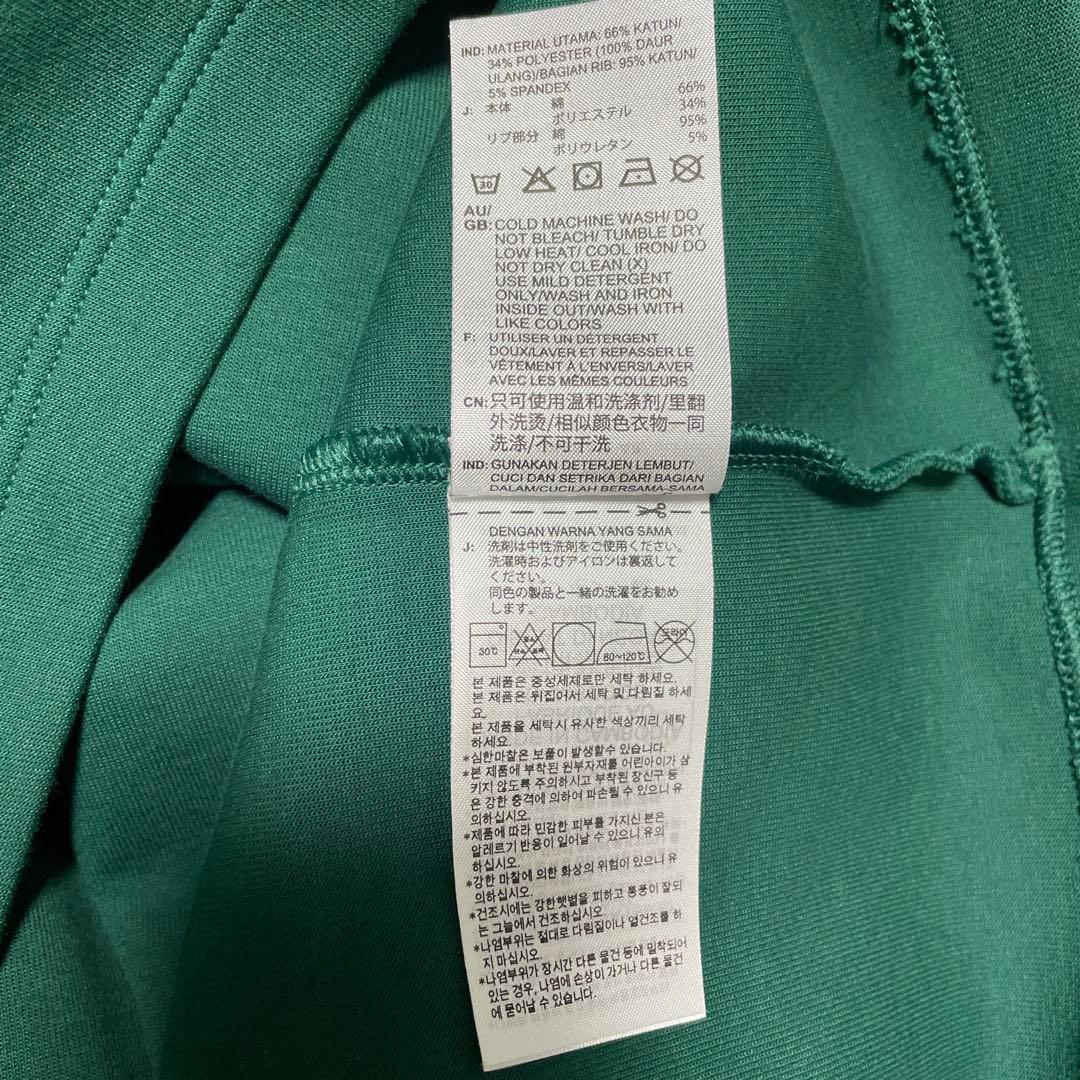 IND: MATERIAL UTAMA: 66% KATUN/
34% POLYESTER (100% DAUR
ULANG)/BAGIAN RIB: 95% KATUN/
5% SPANDEX
J: 本体 綿 66%
ポリエステル 34%
リブ部分 綿 95%
ポリウレタン 5%
30
AU/
GB: COLD MACHINE WASH/ DO
NOT BLEACH/ TUMBLE DRY
LOW HEAT/ COOL IRON/ DO
NOT DRY CLEAN (X)
USE MILD DETERGENT
ONLY/WASH AND IRON
INSIDE OUT/WASH WITH
LIKE COLORS
F: UTILISER UN DÉTERGENT
DOUX/LAVER ET REPASSER LE
VÊTEMENT À L'ENVERS/LAVER
AVEC LES MÊMES COULEURS
CN: 只可使用温和洗涤剂/里翻
外洗烫/相似颜色衣物一同
洗涤/不可干洗
IND: GUNAKAN DETERJEN LEMBUT/
CUCI DAN SETRIKA DARI BAGIAN
DALAM/CUCILAH BERSAMA-SAMA
DENGAN WARNA YANG SAMA
J: 洗剤は中性洗剤をご使用ください。
洗濯時およびアイロンは裏返して
ください。
同色の製品と一緒の洗濯をお勧め
します。
30℃ 80~120℃ 드라이
본 제품은 중성세제로만 세탁 하세요.
본 제품은 뒤집어서 세탁 및 다림질 하세
요.
본 제품을 세탁시 유사한 색상끼리 세탁
하세요.
*심한마찰은 보풀이 발생할수 있습니다.
*본 제품에 부착된 원부자재를 어린아이가 삼
키지 않도록 주의하시고 부착된 장신구 등
은 강한 충격에 의하여 파손될 수 있으니 유
의하십시오.
*제품에 따라 민감한 피부를 가지신 분은
알레르기 반응이 일어날 수 있으니 유의
하십시오.
*강한 마찰에 의한 화상의 위험이 있으니 유
의하십시오.
*건조시에는 강한햇볕을 피하고 통풍이 잘되
는 그늘에서 건조하십시오.
*나염부위는 절대로 다림질이나 열건조를 하
지 마십시오.
*나염부위가 장시간 다른 물건 등에 밀착되어
있는 경우, 나염에 손상이 가거나 다른 물건
에 묻어날 수 있습니다.